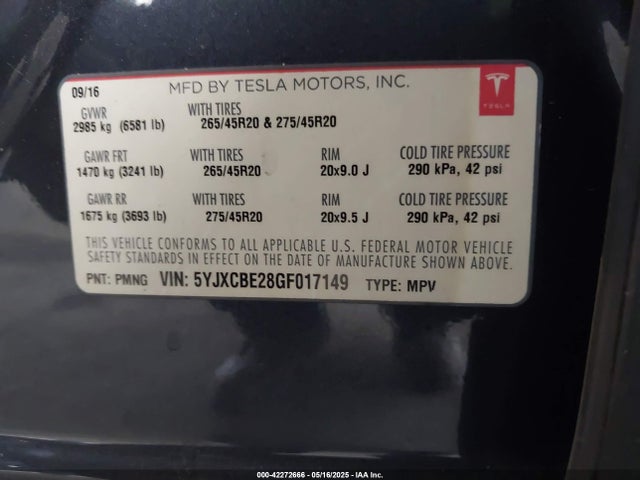 09/16 MFD BY TESLA MOTORS, INC.
TESLA
GVWR WITH TIRES
2985 kg (6581 lb) 265/45R20 & 275/45R20
GAWR FRT WITH TIRES RIM COLD TIRE PRESSURE
1470 kg (3241 lb) 265/45R20 20x9.0 J 290 kPa, 42 psi
GAWR RR WITH TIRES RIM COLD TIRE PRESSURE
1675 kg (3693 lb) 275/45R20 20x9.5 J 290 kPa, 42 psi
THIS VEHICLE CONFORMS TO ALL APPLICABLE U.S. FEDERAL MOTOR VEHICLE
SAFETY STANDARDS IN EFFECT ON THE DATE OF MANUFACTURE SHOWN ABOVE.
PNT: PMNG VIN: 5YJXCBE28GF017149 TYPE: MPV
000-42272666 - 05/16/2025 - IAA Inc.